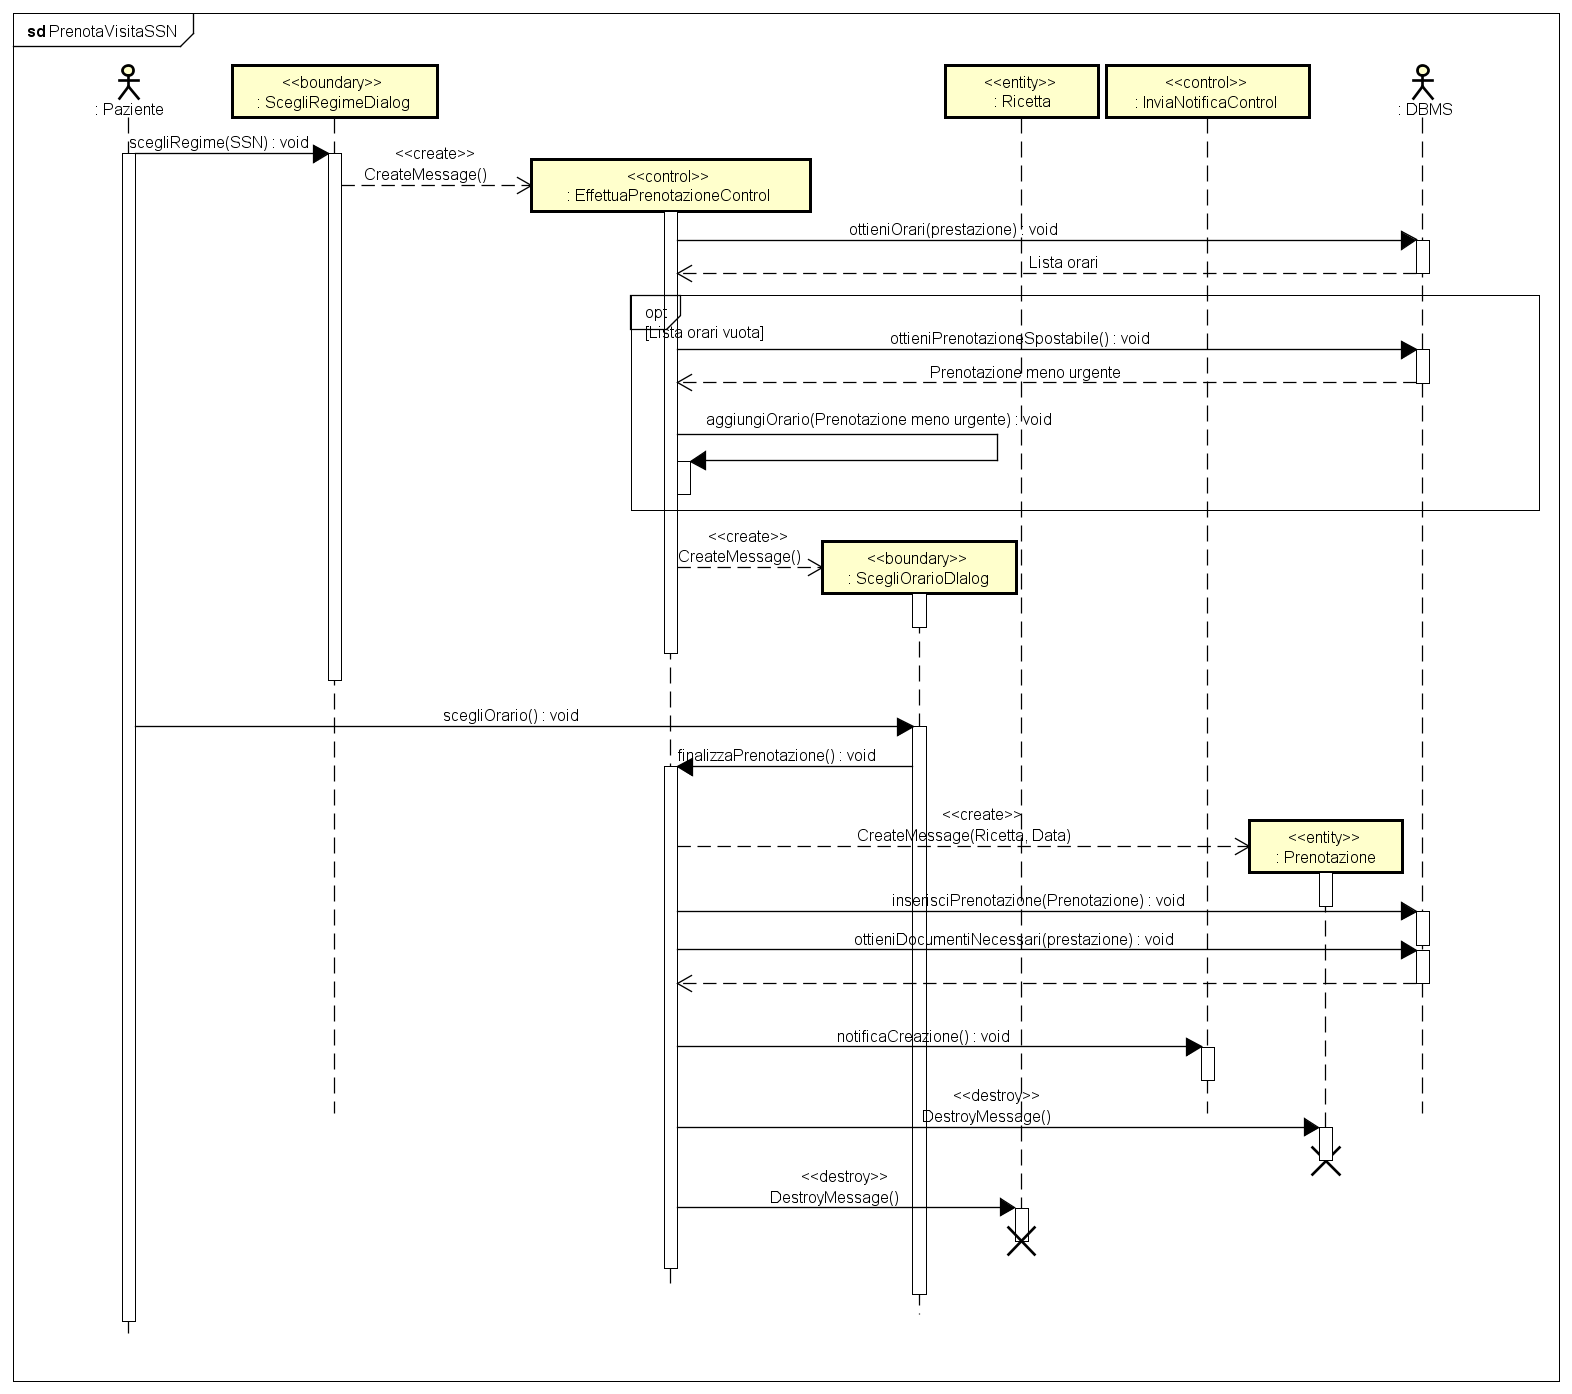 sd PrenotaVisitaSSN
: Paziente
<<boundary>>
: ScegliRegimeDialog
<<entity>>
: Ricetta
<<control>>
: InviaNotificaControl
: DBMS
scegliRegime(SSN) : void
<<create>>
CreateMessage()
<<control>>
: EffettuaPrenotazioneControl
ottieniOrari(prestazione) : void
Lista orari
opt
[Lista orari vuota]
ottieniPrenotazioneSpostabile() : void
Prenotazione meno urgente
aggiungiOrario(Prenotazione meno urgente) : void
<<create>>
CreateMessage()
<<boundary>>
: ScegliOrarioDIalog
scegliOrario() : void
finalizzaPrenotazione() : void
<<create>>
CreateMessage(Ricetta, Data)
<<entity>>
: Prenotazione
inserisciPrenotazione(Prenotazione) : void
ottieniDocumentiNecessari(prestazione) : void
notificaCreazione() : void
<<destroy>>
DestroyMessage()
<<destroy>>
DestroyMessage()